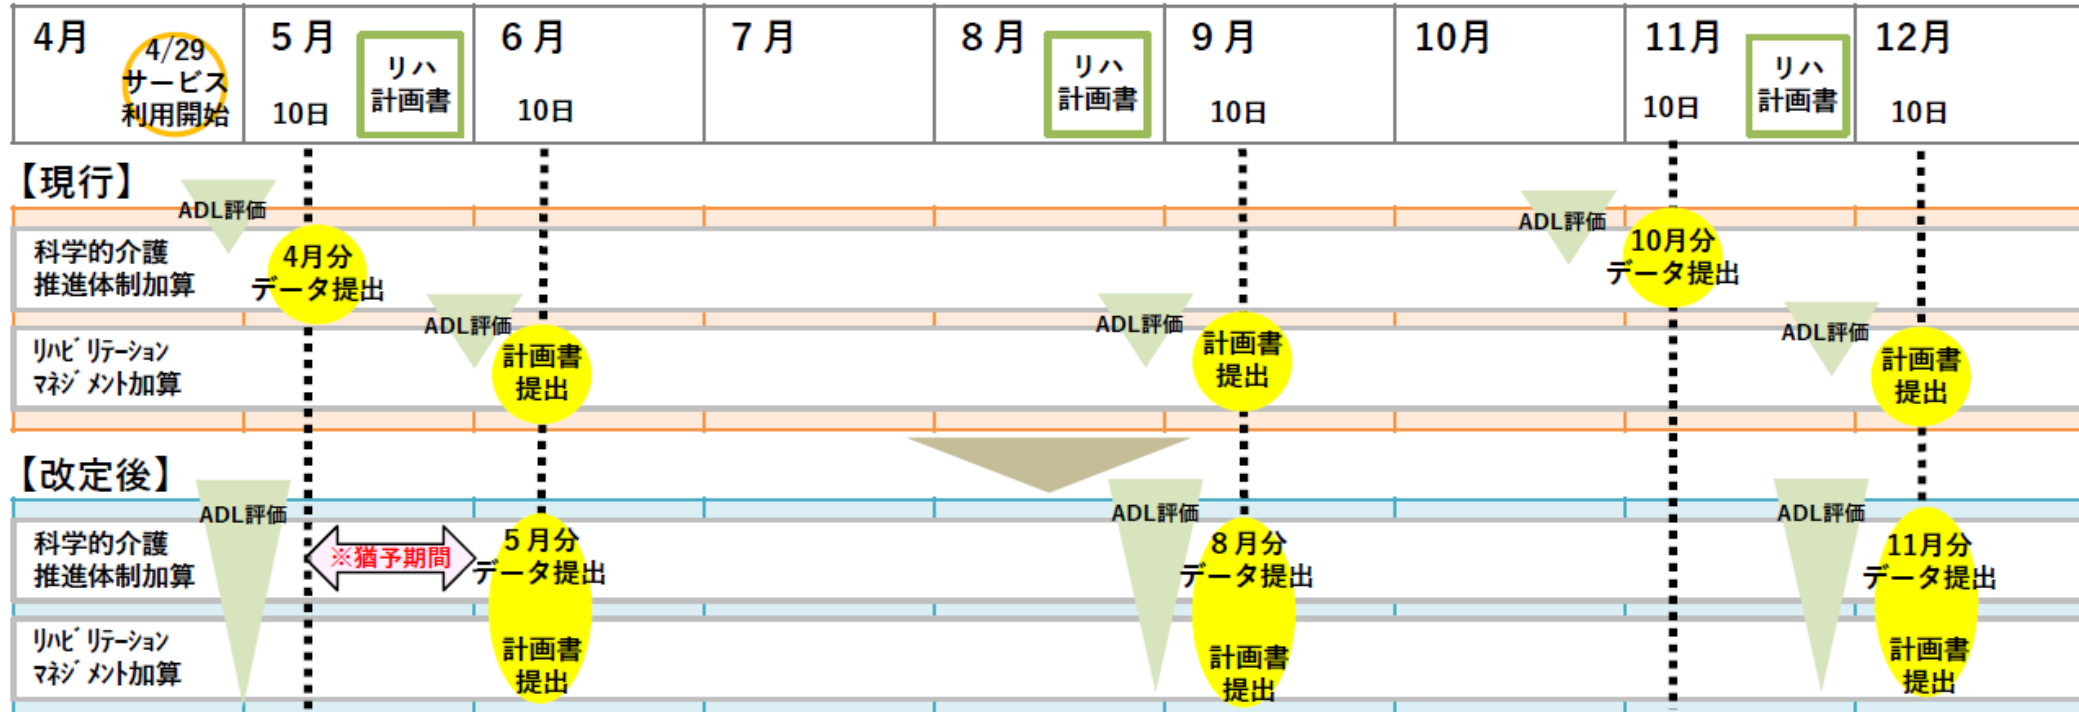 4月
4/29
サービス
利用開始
5月
10日
リハ
計画書
6月
10日
7月
8月
リハ
計画書
9月
10日
10月
11月
10日
リハ
計画書
12月
10日
【現行】
ADL評価
科学的介護
推進体制加算
4月分
データ提出
ADL評価
10月分
データ提出
リハビリテーション
マネジメント加算
ADL評価
計画書
提出
ADL評価
計画書
提出
ADL評価
計画書
提出
【改定後】
ADL評価
科学的介護
推進体制加算
※猶予期間
5月分
データ提出
ADL評価
8月分
データ提出
ADL評価
11月分
データ提出
リハビリテーション
マネジメント加算
計画書
提出
計画書
提出
計画書
提出